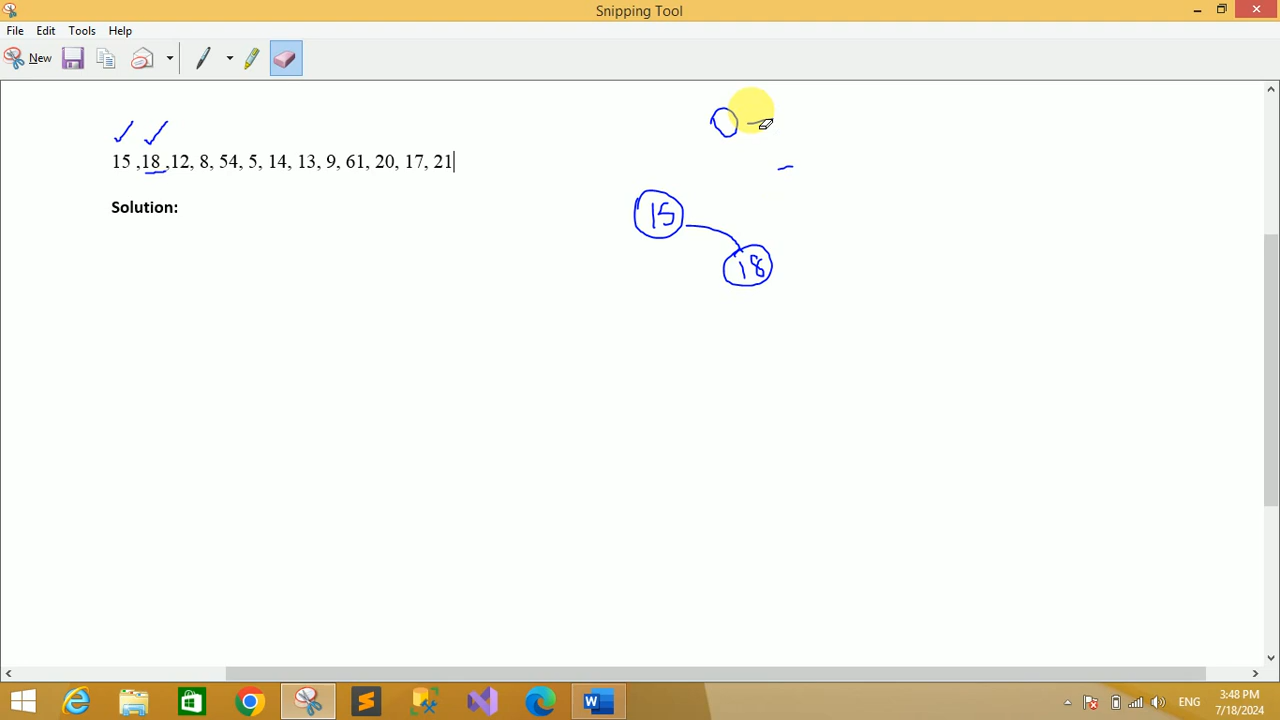 Snipping Tool
File Edit Tools Help
New
15 ,18 ,12, 8, 54, 5, 14, 13, 9, 61, 20, 17, 21
Solution:
15
18
ENG
3:48 PM
7/18/2024